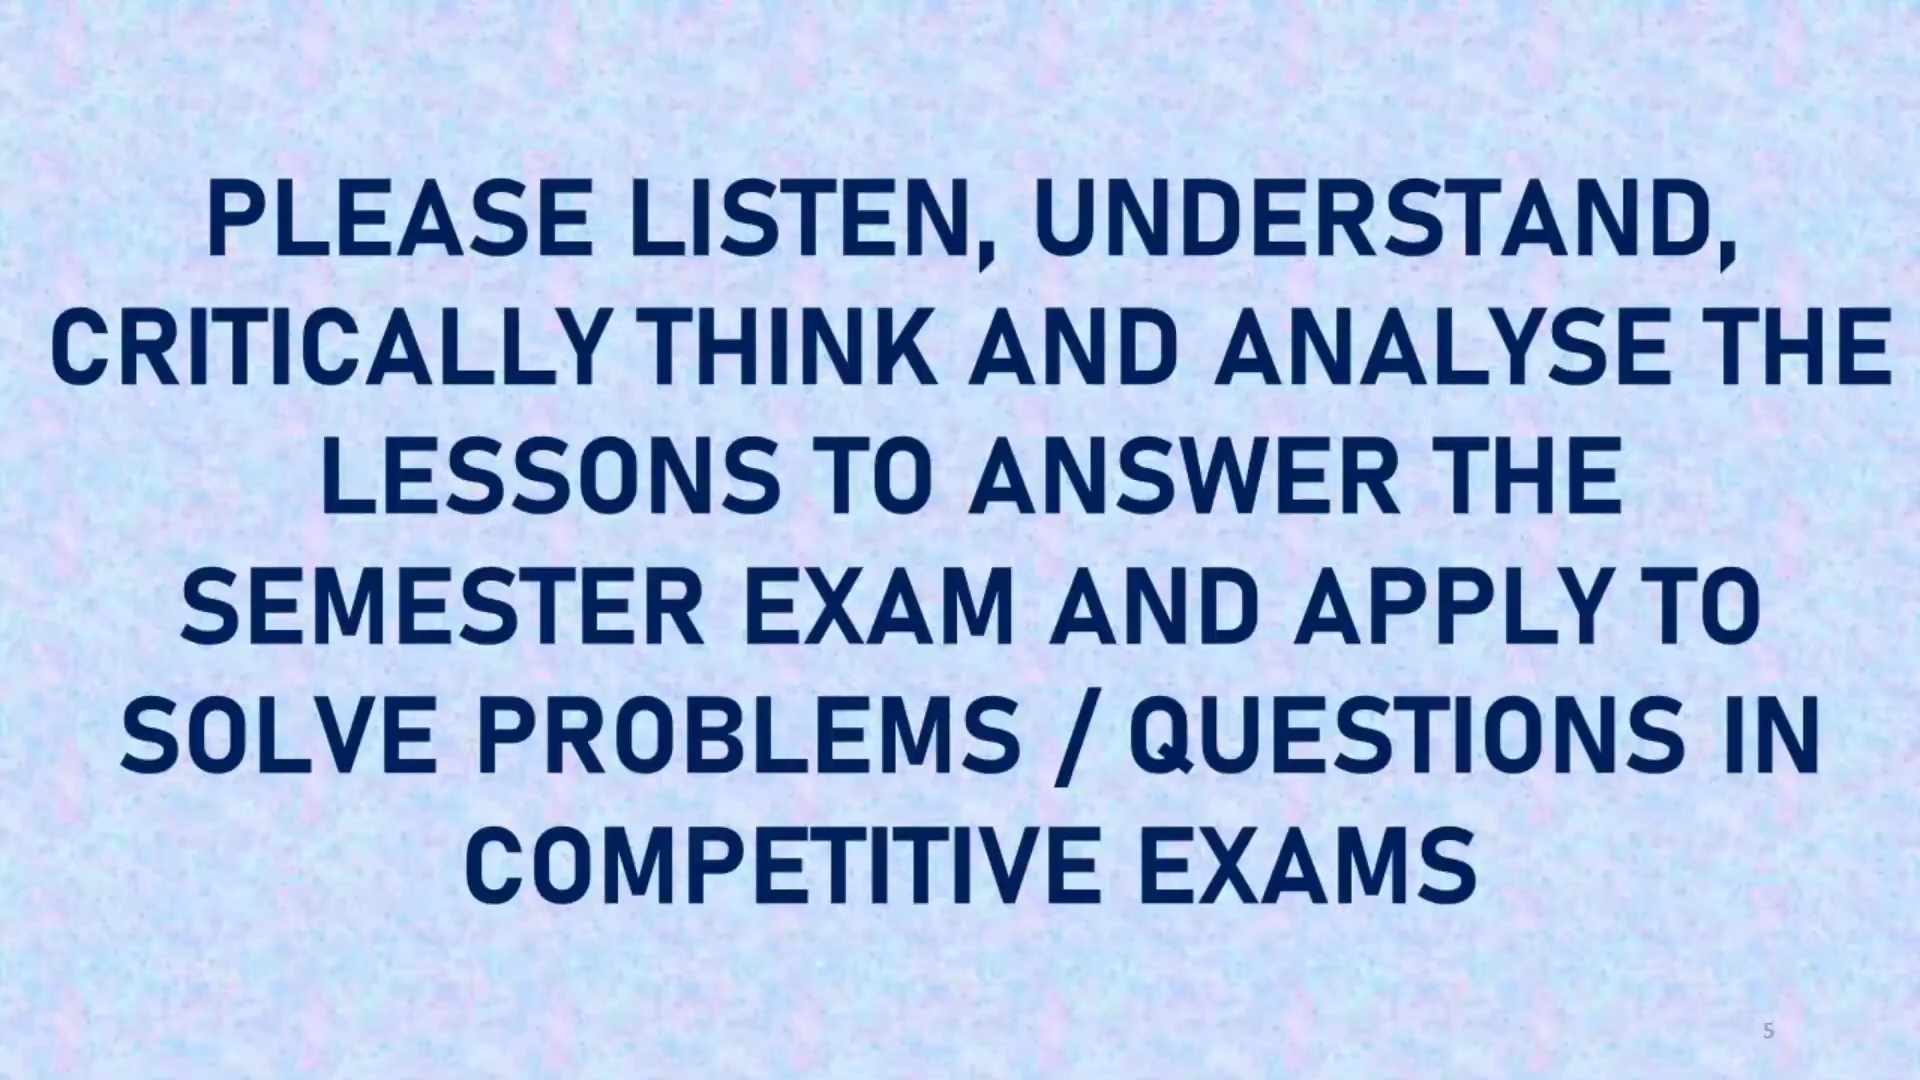 PLEASE LISTEN, UNDERSTAND,
CRITICALLY THINK AND ANALYSE THE
LESSONS TO ANSWER THE
SEMESTER EXAM AND APPLY TO
SOLVE PROBLEMS / QUESTIONS IN
COMPETITIVE EXAMS
5